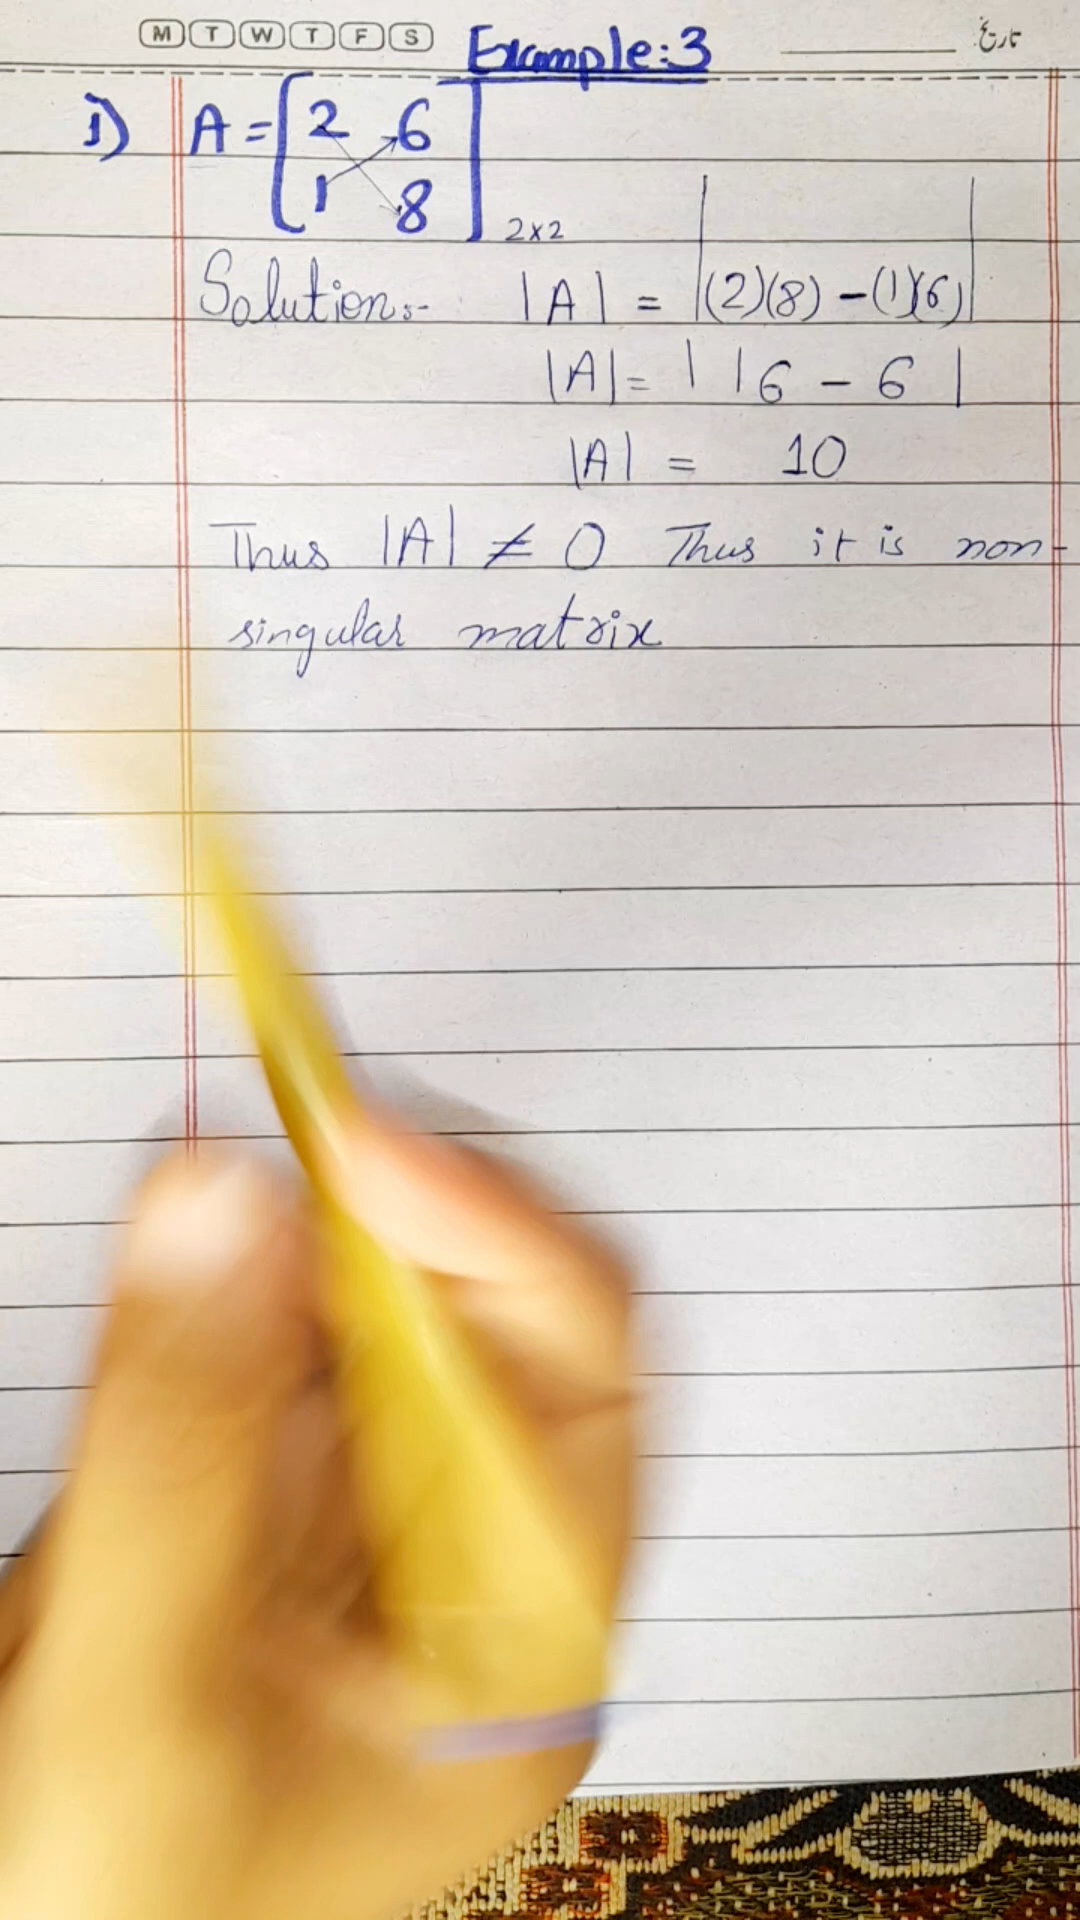 M T W T F S Example:3 تاریخ
i) A = [2 6
1 8] 2x2
Solution:- |A| = |(2)(8) - (1)(6)|
|A| = | 16 - 6 |
|A| = 10
Thus |A| ≠ 0 Thus it is non-
singular matrix